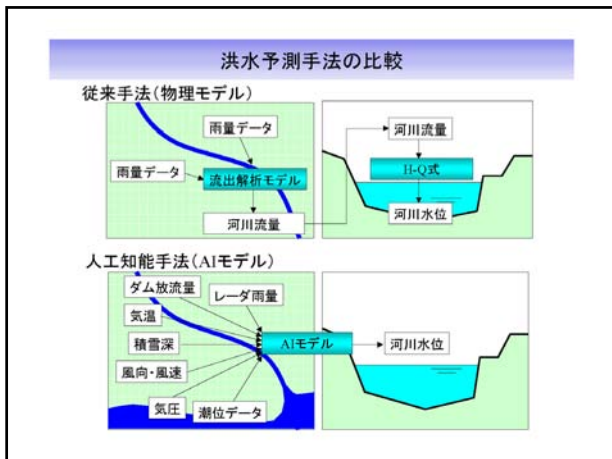 洪水予測手法の比較
従来手法(物理モデル)
雨量データ
雨量データ
流出解析モデル
河川流量
河川流量
H-Q式
河川水位
人工知能手法(AIモデル)
ダム放流量
レーダ雨量
気温
積雪深
風向・風速
気圧
潮位データ
AIモデル
河川水位